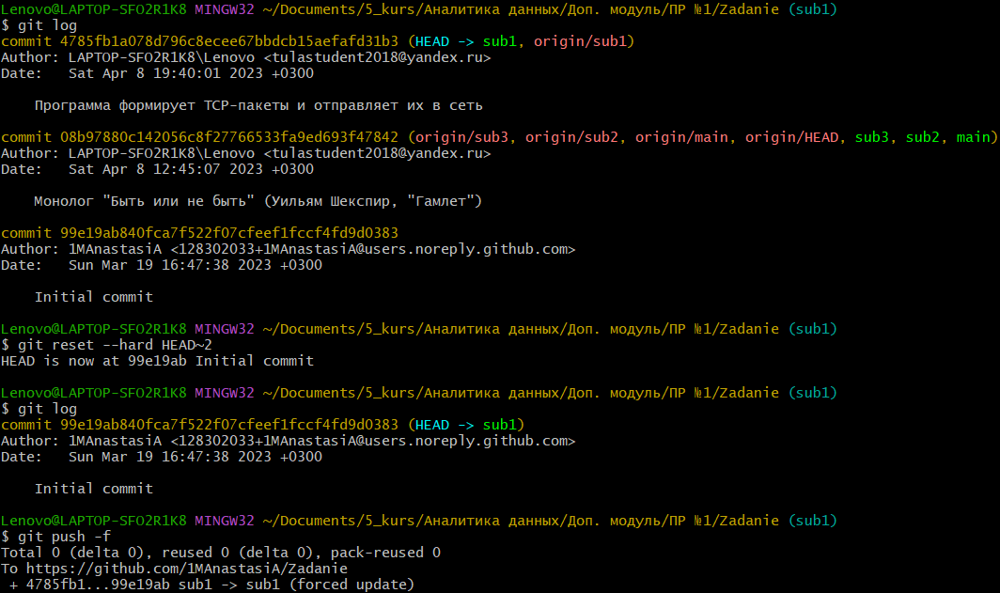 Lenovo@LAPTOP-SFO2R1K8 MINGW32 ~/Documents/5_kurs/Аналитика данных/Доп. модуль/ПР №1/Zadanie (sub1)
$ git log
commit 4785fb1a078d796c8ecee67bbdcb15aefafd31b3 (HEAD -> sub1, origin/sub1)
Author: LAPTOP-SFO2R1K8\Lenovo <tulastudent2018@yandex.ru>
Date:   Sat Apr 8 19:40:01 2023 +0300
Программа формирует TCP-пакеты и отправляет их в сеть
commit 08b97880c142056c8f27766533fa9ed693f47842 (origin/sub3, origin/sub2, origin/main, origin/HEAD, sub3, sub2, main)
Author: LAPTOP-SFO2R1K8\Lenovo <tulastudent2018@yandex.ru>
Date:   Sat Apr 8 12:45:07 2023 +0300
Монолог "Быть или не быть" (Уильям Шекспир, "Гамлет")
commit 99e19ab840fca7f522f07cfeef1fccf4fd9d0383
Author: 1MAnastasiA <128302033+1MAnastasiA@users.noreply.github.com>
Date:   Sun Mar 19 16:47:38 2023 +0300
Initial commit
Lenovo@LAPTOP-SFO2R1K8 MINGW32 ~/Documents/5_kurs/Аналитика данных/Доп. модуль/ПР №1/Zadanie (sub1)
$ git reset --hard HEAD~2
HEAD is now at 99e19ab Initial commit
Lenovo@LAPTOP-SFO2R1K8 MINGW32 ~/Documents/5_kurs/Аналитика данных/Доп. модуль/ПР №1/Zadanie (sub1)
$ git log
commit 99e19ab840fca7f522f07cfeef1fccf4fd9d0383 (HEAD -> sub1)
Author: 1MAnastasiA <128302033+1MAnastasiA@users.noreply.github.com>
Date:   Sun Mar 19 16:47:38 2023 +0300
Initial commit
Lenovo@LAPTOP-SFO2R1K8 MINGW32 ~/Documents/5_kurs/Аналитика данных/Доп. модуль/ПР №1/Zadanie (sub1)
$ git push -f
Total 0 (delta 0), reused 0 (delta 0), pack-reused 0
To https://github.com/1MAnastasiA/Zadanie
+ 4785fb1...99e19ab sub1 -> sub1 (forced update)